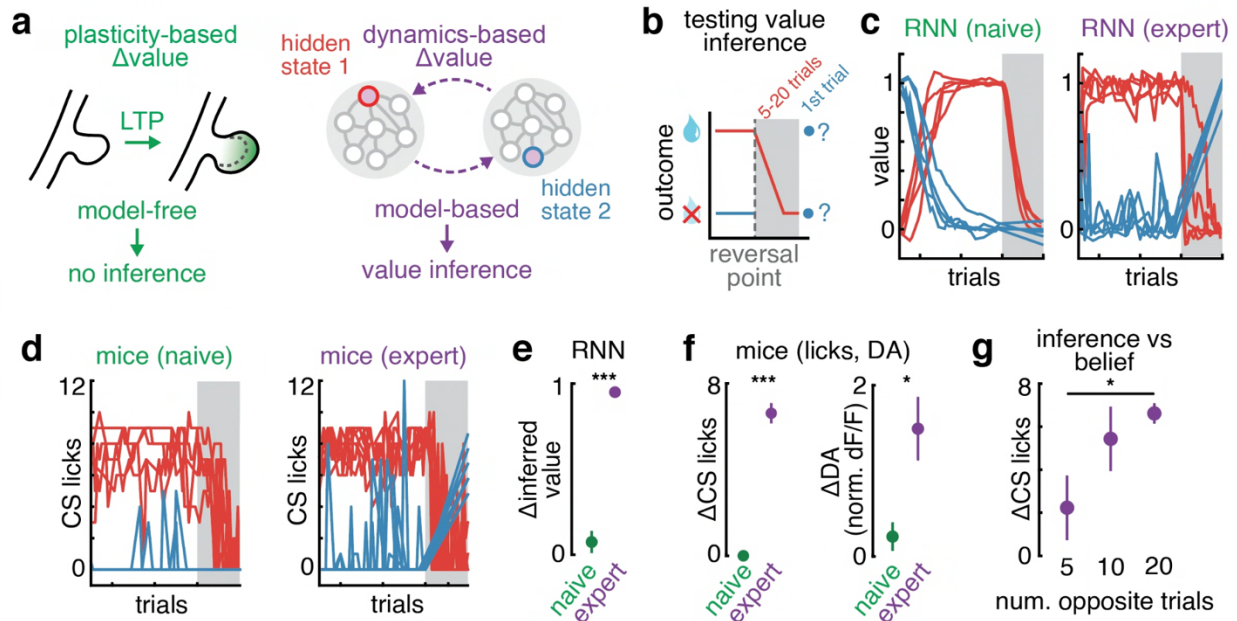 a
plasticity-based
Δvalue
LTP
model-free
no inference
hidden
state 1
dynamics-based
Δvalue
hidden
state 2
model-based
value inference
b
testing value
inference
5-20 trials
1st trial
outcome
?
?
reversal
point
c
RNN (naive)
RNN (expert)
value
1
0
trials
1
0
trials
d
mice (naive)
mice (expert)
CS licks
12
0
trials
CS licks
12
0
trials
e
RNN
***
Δinferred
value
1
0
naive
expert
f
mice (licks, DA)
***
ΔCS licks
8
0
naive
expert
*
ΔDA
(norm. dF/F)
2
0
naive
expert
g
inference vs
belief
*
ΔCS licks
8
0
5 10 20
num. opposite trials